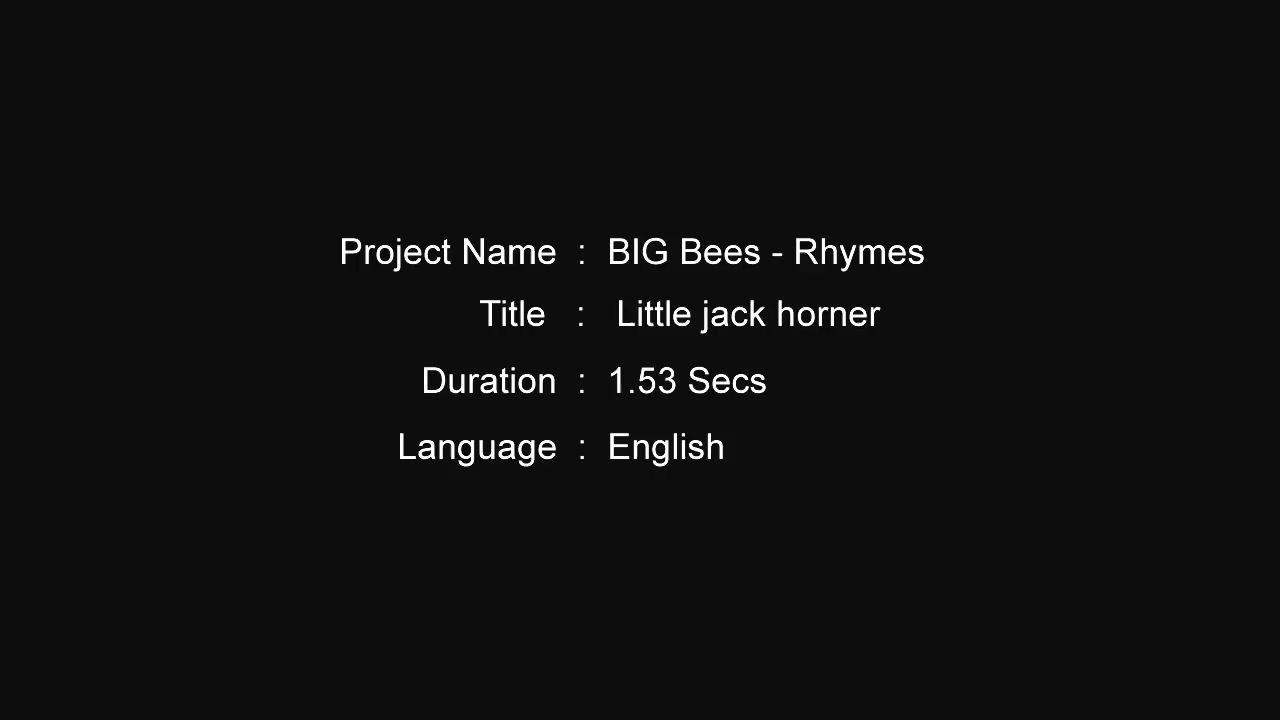 Project Name : BIG Bees - Rhymes
Title : Little jack horner
Duration : 1.53 Secs
Language : English